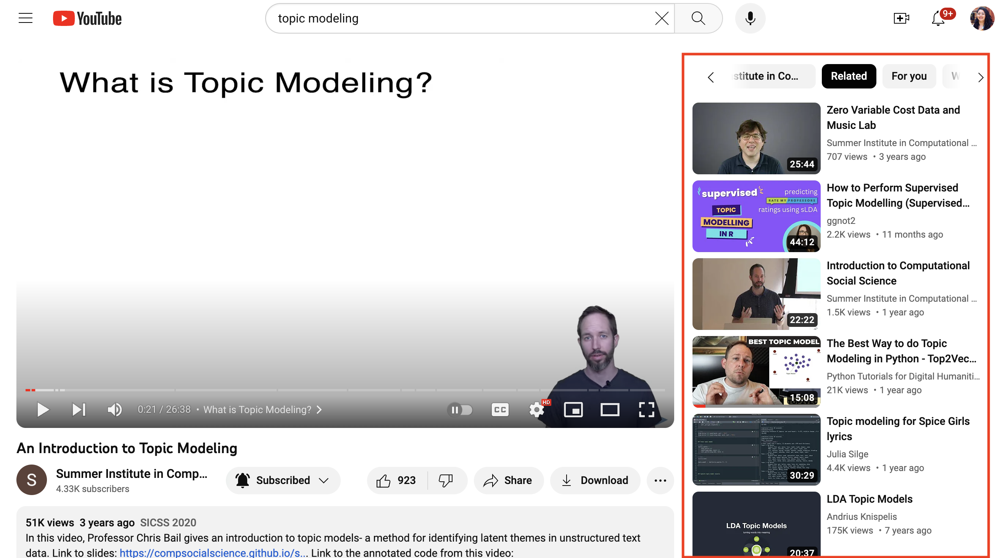 YouTube
topic modeling
9+
What is Topic Modeling?
0:21 / 26:38 • What is Topic Modeling?
CC
HD
An Introduction to Topic Modeling
S
Summer Institute in Comp...
4.33K subscribers
Subscribed
923
Share
Download
51K views 3 years ago SICSS 2020
In this video, Professor Chris Bail gives an introduction to topic models- a method for identifying latent themes in unstructured text
data. Link to slides: https://compsocialscience.github.io/s... Link to the annotated code from this video:
stitute in Co...
Related
For you
W
25:44
Zero Variable Cost Data and
Music Lab
Summer Institute in Computational ...
707 views • 3 years ago
supervised
TOPIC
MODELLING
IN R
predicting
RATE MY PROFESSORS
ratings using sLDA
44:12
How to Perform Supervised
Topic Modelling (Supervised...
ggnot2
2.2K views • 11 months ago
22:22
Introduction to Computational
Social Science
Summer Institute in Computational ...
1.5K views • 1 year ago
BEST TOPIC MODEL
15:08
TOP2VEC
The Best Way to do Topic
Modeling in Python - Top2Vec...
Python Tutorials for Digital Humaniti...
21K views • 1 year ago
30:29
Topic modeling for Spice Girls
lyrics
Julia Silge
4.4K views • 1 year ago
LDA Topic Models
turning words into meaning
20:37
LDA Topic Models
Andrius Knispelis
175K views • 7 years ago